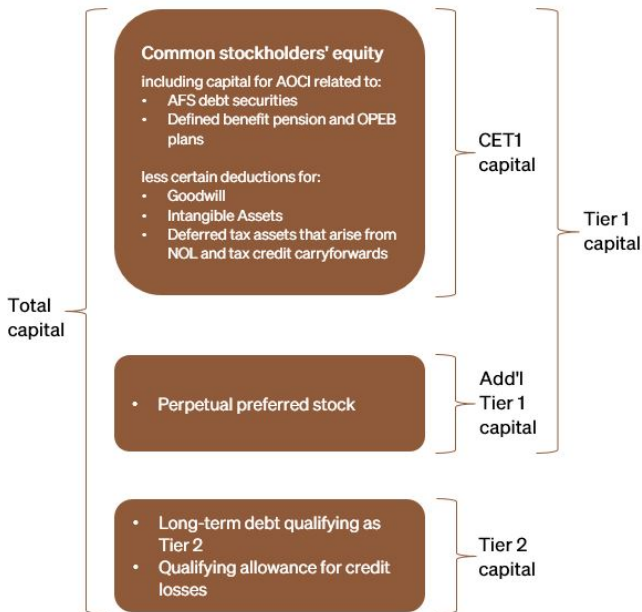 Common stockholders' equity
including capital for AOCI related to:
• AFS debt securities
• Defined benefit pension and OPEB
plans
less certain deductions for:
• Goodwill
• Intangible Assets
• Deferred tax assets that arise from
NOL and tax credit carryforwards
CET1
capital
Tier 1
capital
Total
capital
• Perpetual preferred stock
Add'l
Tier 1
capital
• Long-term debt qualifying as
Tier 2
• Qualifying allowance for credit
losses
Tier 2
capital